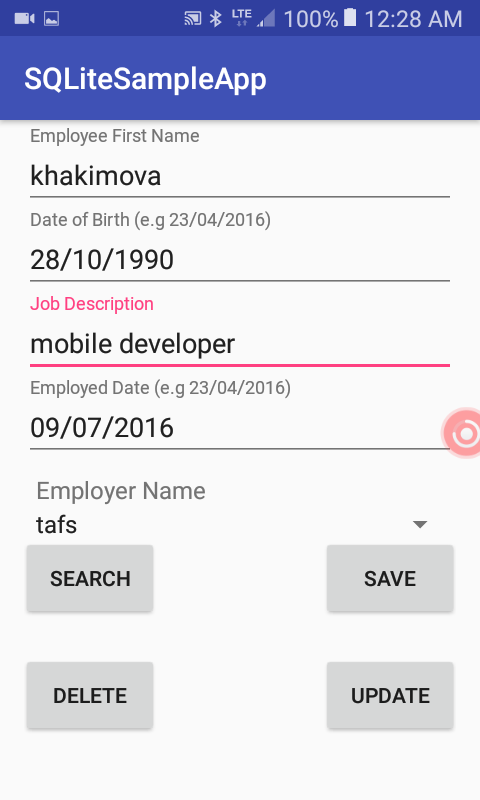 LTE 100% 12:28 AM
SQLiteSampleApp
Employee First Name
khakimova
Date of Birth (e.g 23/04/2016)
28/10/1990
Job Description
mobile developer
Employed Date (e.g 23/04/2016)
09/07/2016
Employer Name
tafs
SEARCH SAVE
DELETE UPDATE